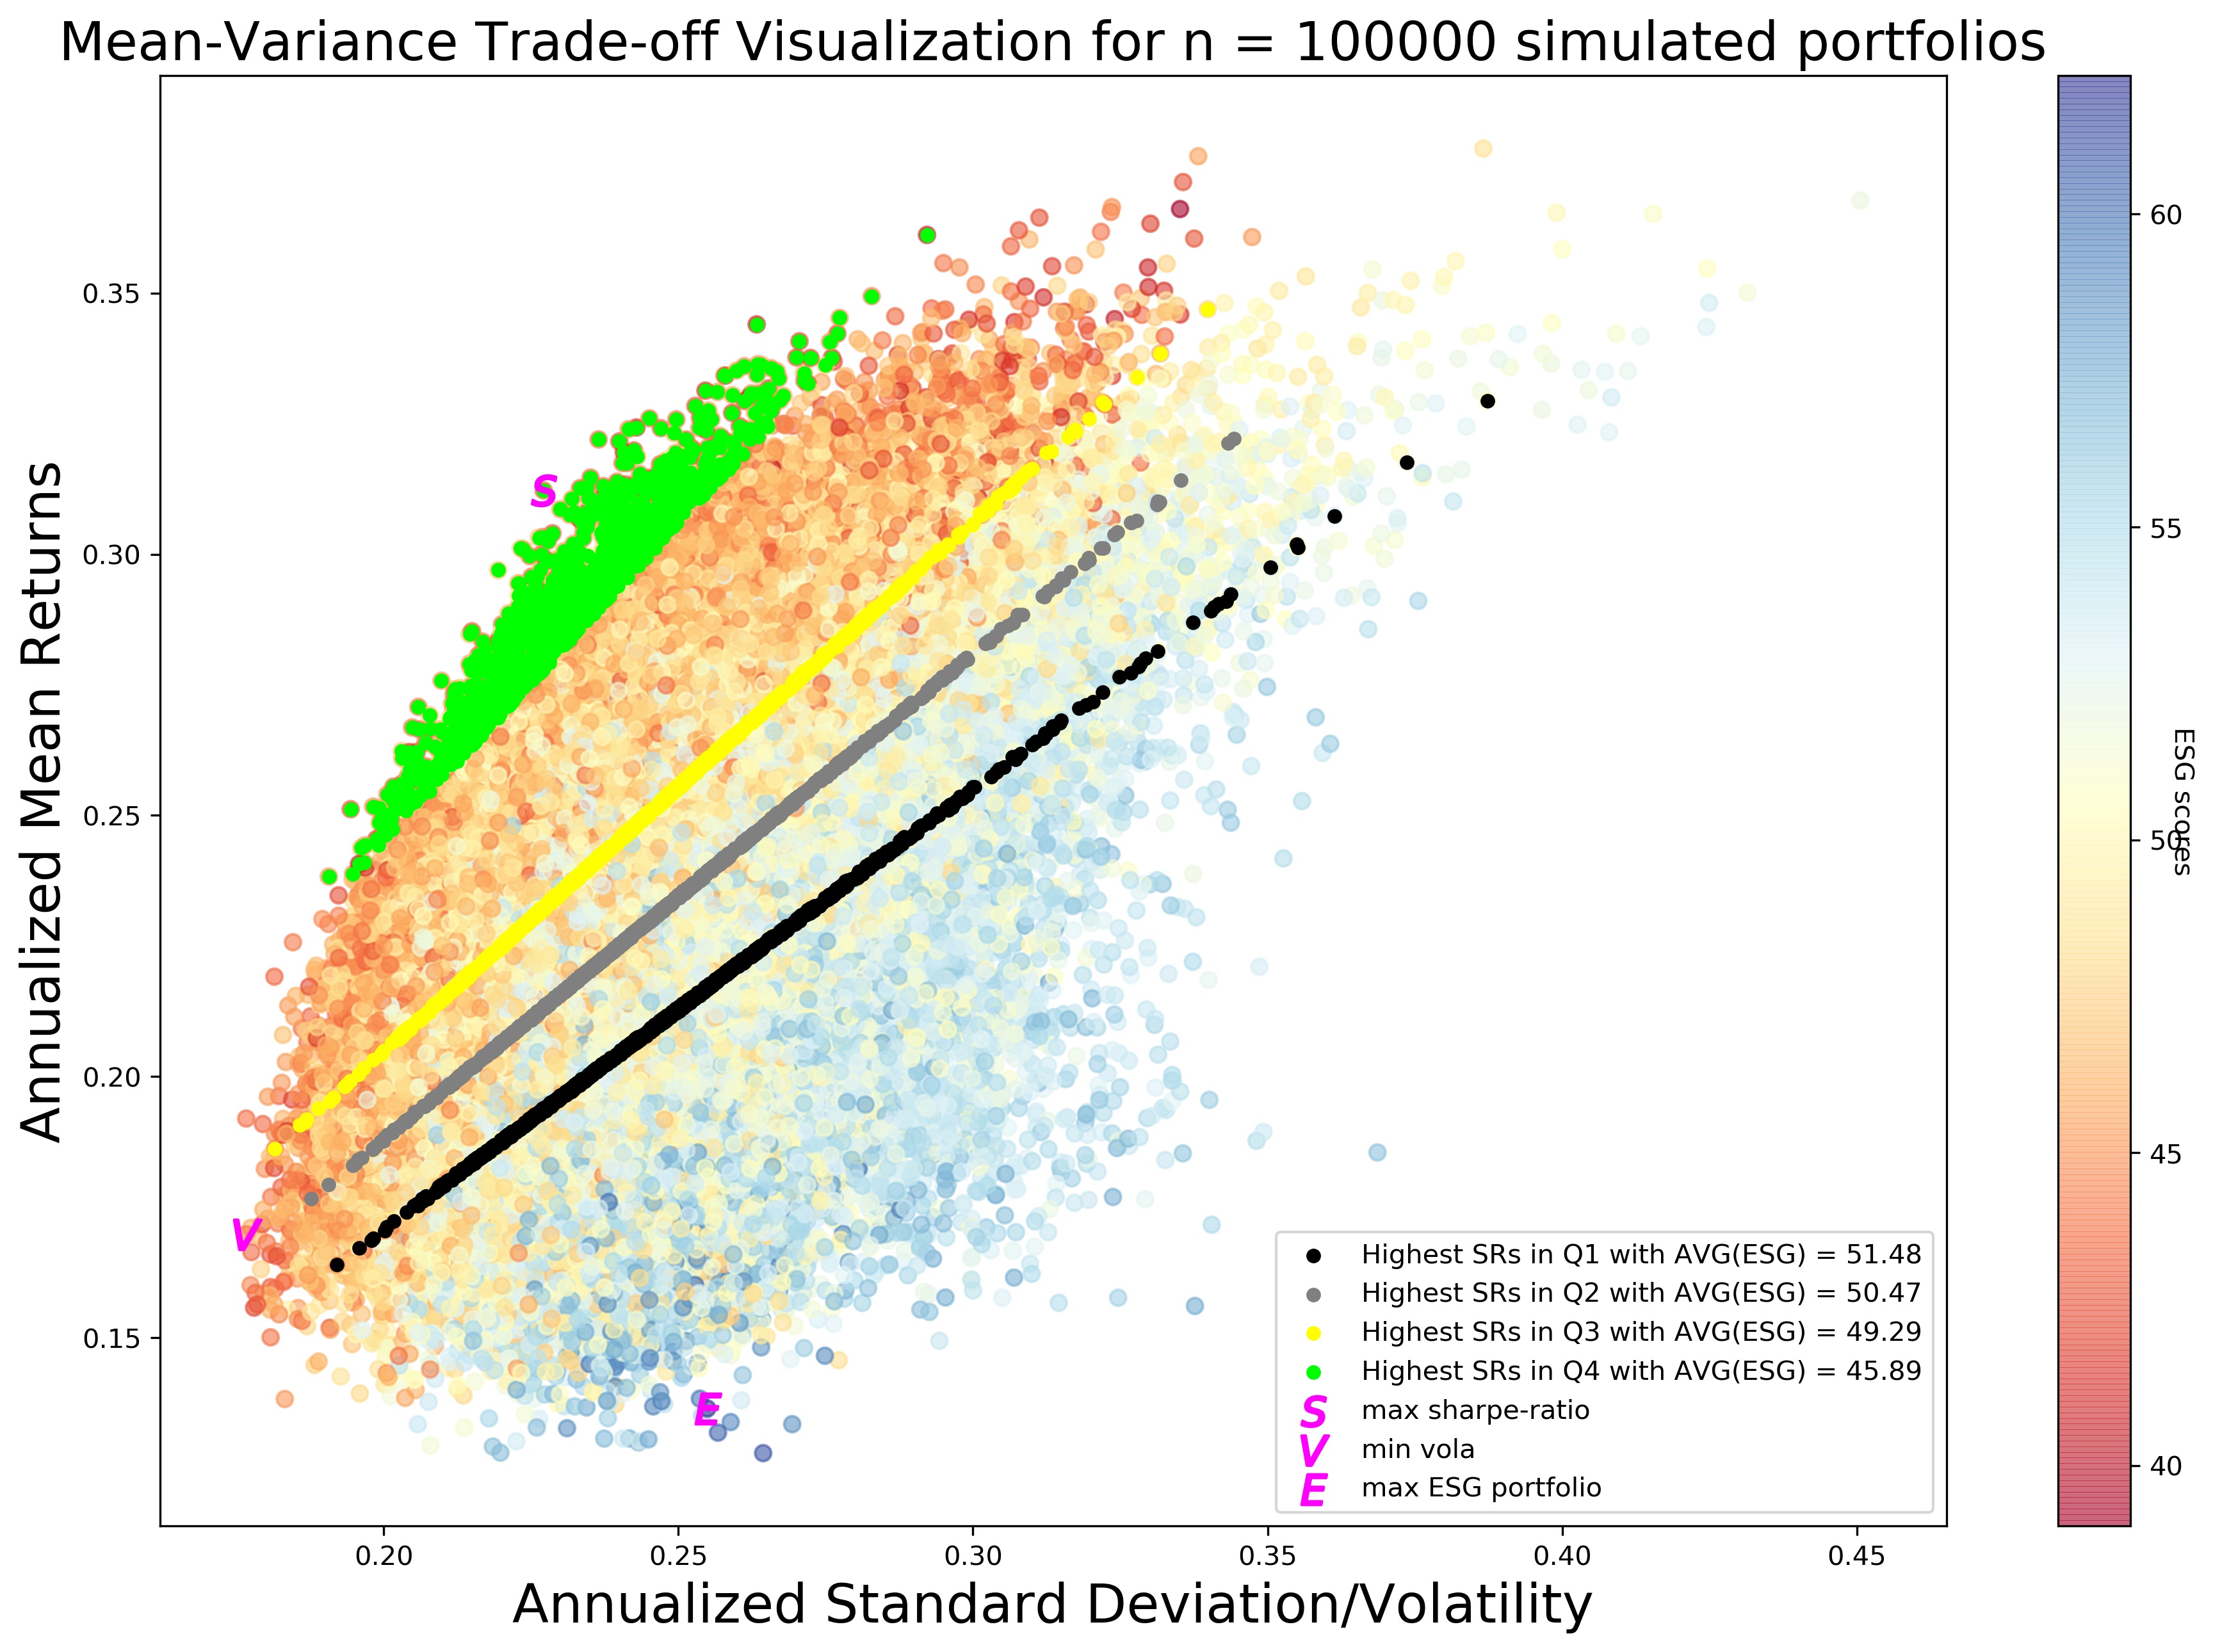 Mean-Variance Trade-off Visualization for n = 100000 simulated portfolios
Annualized Mean Returns
0.35
0.30
0.25
0.20
0.15
S
V
E
Highest SRs in Q1 with AVG(ESG) = 51.48
Highest SRs in Q2 with AVG(ESG) = 50.47
Highest SRs in Q3 with AVG(ESG) = 49.29
Highest SRs in Q4 with AVG(ESG) = 45.89
S max sharpe-ratio
V min vola
E max ESG portfolio
0.20 0.25 0.30 0.35 0.40 0.45
Annualized Standard Deviation/Volatility
60
55
50
45
40
ESG scores